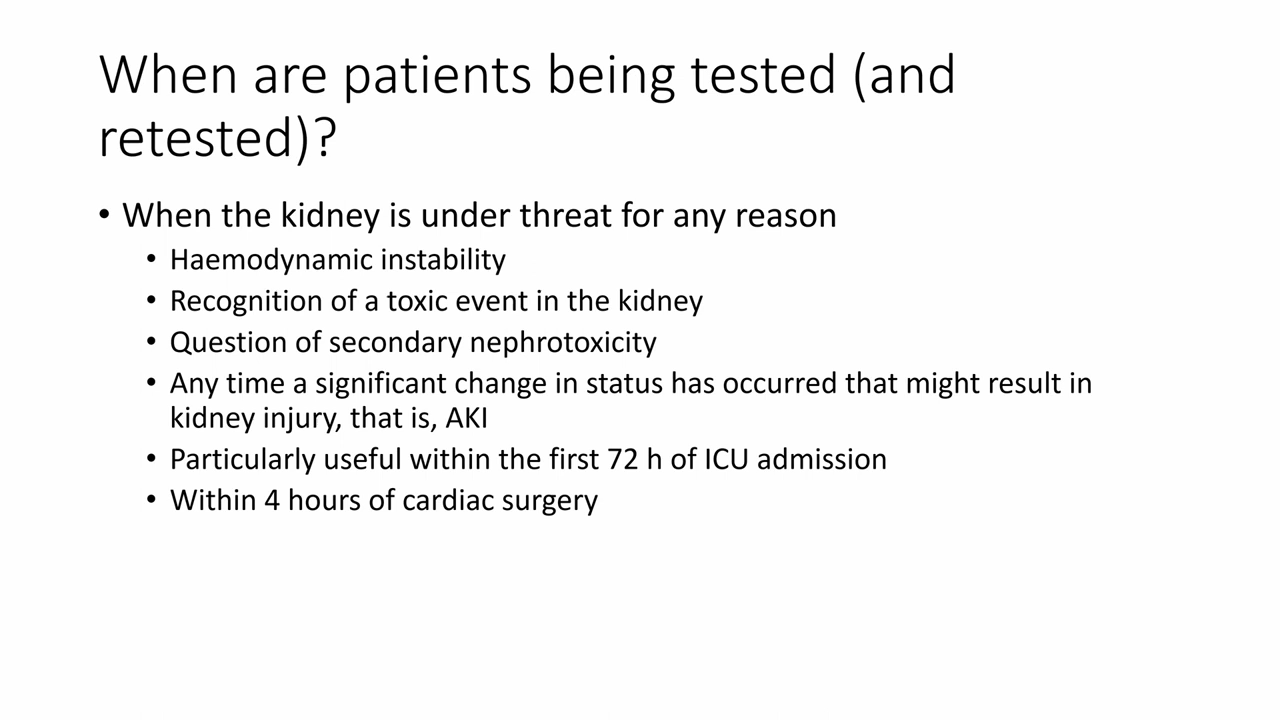 When are patients being tested (and
retested)?
• When the kidney is under threat for any reason
• Haemodynamic instability
• Recognition of a toxic event in the kidney
• Question of secondary nephrotoxicity
• Any time a significant change in status has occurred that might result in
kidney injury, that is, AKI
• Particularly useful within the first 72 h of ICU admission
• Within 4 hours of cardiac surgery